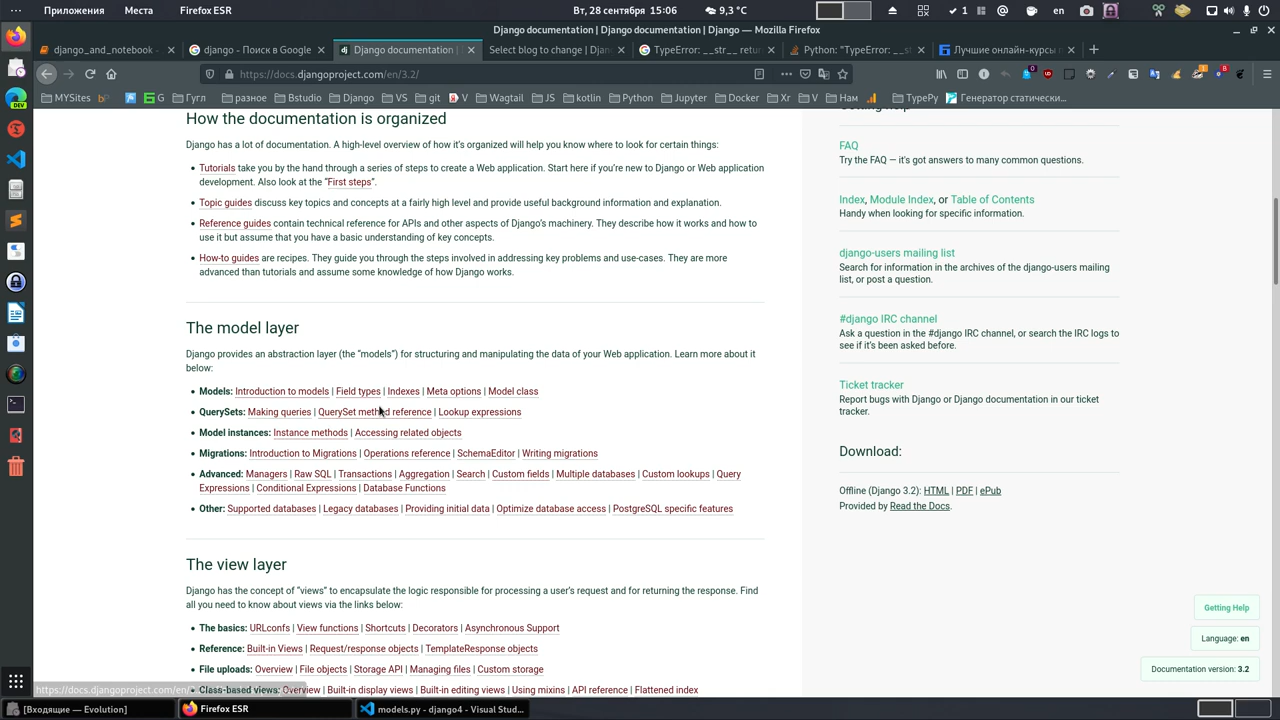 Приложения Места Firefox ESR Вт, 28 сентября 15:06 9,3 °C 1 en
Django documentation | Django documentation | Django — Mozilla Firefox
django_and_notebook - django - Поиск в Google Django documentation | Select blog to change | Djan TypeError: __str__ retur Python: "TypeError: __st Лучшие онлайн-курсы п
https://docs.djangoproject.com/en/3.2/
MYSites Гугл разное Bstudio Django VS git V Wagtail JS kotlin Python Jupyter Docker Xr V Нам TypePy Генератор статически...
How the documentation is organized
Django has a lot of documentation. A high-level overview of how it's organized will help you know where to look for certain things:
Tutorials take you by the hand through a series of steps to create a Web application. Start here if you're new to Django or Web application
development. Also look at the "First steps".
Topic guides discuss key topics and concepts at a fairly high level and provide useful background information and explanation.
Reference guides contain technical reference for APIs and other aspects of Django's machinery. They describe how it works and how to
use it but assume that you have a basic understanding of key concepts.
How-to guides are recipes. They guide you through the steps involved in addressing key problems and use-cases. They are more
advanced than tutorials and assume some knowledge of how Django works.
The model layer
Django provides an abstraction layer (the "models") for structuring and manipulating the data of your Web application. Learn more about it
below:
Models: Introduction to models | Field types | Indexes | Meta options | Model class
QuerySets: Making queries | QuerySet method reference | Lookup expressions
Model instances: Instance methods | Accessing related objects
Migrations: Introduction to Migrations | Operations reference | SchemaEditor | Writing migrations
Advanced: Managers | Raw SQL | Transactions | Aggregation | Search | Custom fields | Multiple databases | Custom lookups | Query
Expressions | Conditional Expressions | Database Functions
Other: Supported databases | Legacy databases | Providing initial data | Optimize database access | PostgreSQL specific features
The view layer
Django has the concept of "views" to encapsulate the logic responsible for processing a user's request and for returning the response. Find
all you need to know about views via the links below:
The basics: URLconfs | View functions | Shortcuts | Decorators | Asynchronous Support
Reference: Built-in Views | Request/response objects | TemplateResponse objects
File uploads: Overview | File objects | Storage API | Managing files | Custom storage
Class-based views: Overview | Built-in display views | Built-in editing views | Using mixins | API reference | Flattened index
Getting help
FAQ
Try the FAQ — it's got answers to many common questions.
Index, Module Index, or Table of Contents
Handy when looking for specific information.
django-users mailing list
Search for information in the archives of the django-users mailing
list, or post a question.
#django IRC channel
Ask a question in the #django IRC channel, or search the IRC logs to
see if it's been asked before.
Ticket tracker
Report bugs with Django or Django documentation in our ticket
tracker.
Download:
Offline (Django 3.2): HTML | PDF | ePub
Provided by Read the Docs.
Getting Help
Language: en
Documentation version: 3.2
[Входящие — Evolution] Firefox ESR models.py - django4 - Visual Stud...